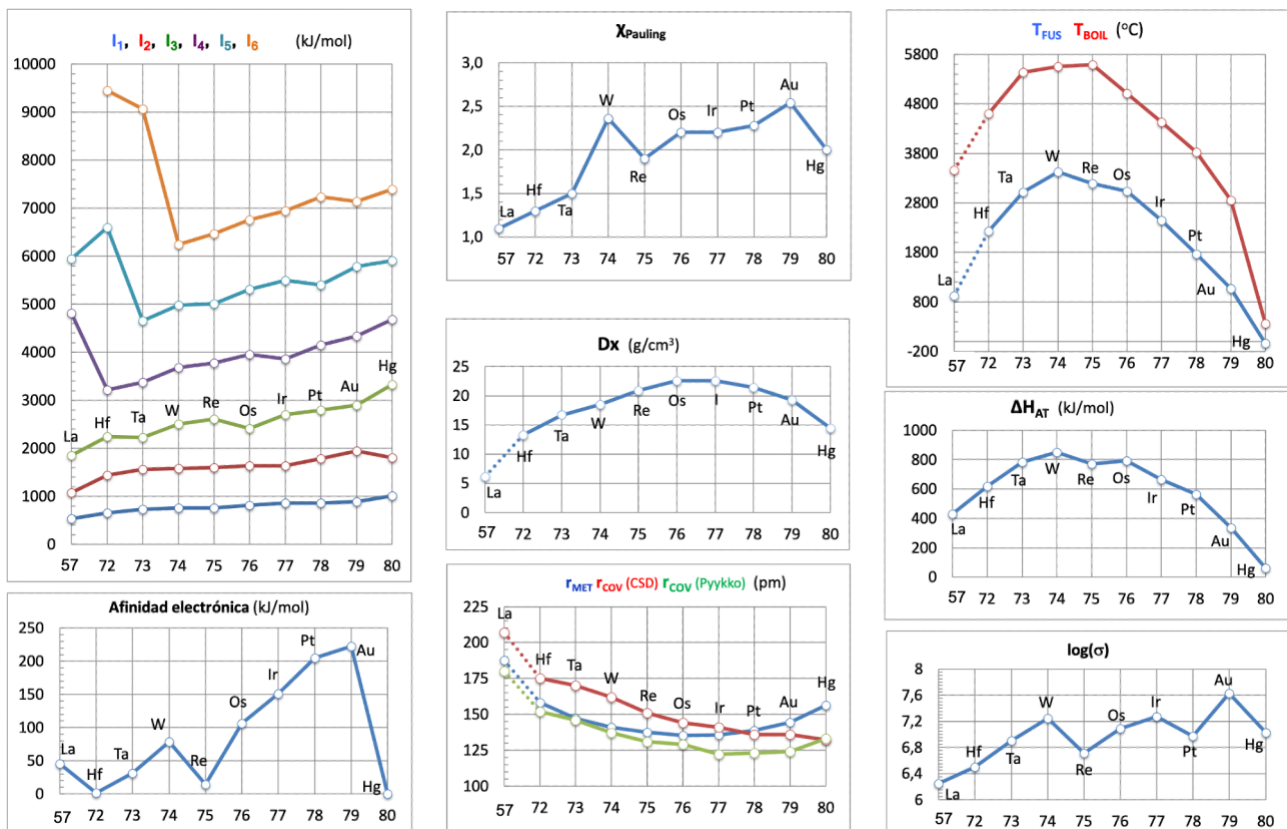 I₁, I₂, I₃, I₄, I₅, I₆ (kJ/mol)
10000
9000
8000
7000
6000
5000
4000
3000
2000
1000
0
La Hf Ta W Re Os Ir Pt Au Hg
57 72 73 74 75 76 77 78 79 80
Afinidad electrónica (kJ/mol)
250
200
150
100
50
0
La Hf Ta W Re Os Ir Pt Au Hg
57 72 73 74 75 76 77 78 79 80
χPauling
3,0
2,5
2,0
1,5
1,0
La Hf Ta W Re Os Ir Pt Au Hg
57 72 73 74 75 76 77 78 79 80
Dx (g/cm³)
25
20
15
10
5
0
La Hf Ta W Re Os I Pt Au Hg
57 72 73 74 75 76 77 78 79 80
rMET rCOV (CSD) rCOV (Pyykko) (pm)
225
200
175
150
125
100
La Hf Ta W Re Os Ir Pt Au Hg
57 72 73 74 75 76 77 78 79 80
TFUS TBOIL (°C)
5800
4800
3800
2800
1800
800
-200
La Hf Ta W Re Os Ir Pt Au Hg
57 72 73 74 75 76 77 78 79 80
ΔHAT (kJ/mol)
1000
800
600
400
200
0
La Hf Ta W Re Os Ir Pt Au Hg
57 72 73 74 75 76 77 78 79 80
log(σ)
8
7,6
7,2
6,8
6,4
6
La Hf Ta W Re Os Ir Pt Au Hg
57 72 73 74 75 76 77 78 79 80